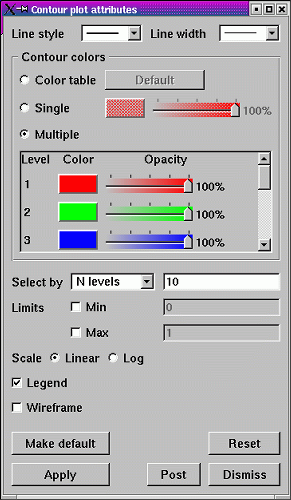 Contour plot attributes
Line style Line width
Contour colors
Color table Default
Single 100%
Multiple
Level Color Opacity
1 100%
2 100%
3 100%
Select by N levels 10
Limits Min 0
Max 1
Scale Linear Log
Legend
Wireframe
Make default Reset
Apply Post Dismiss